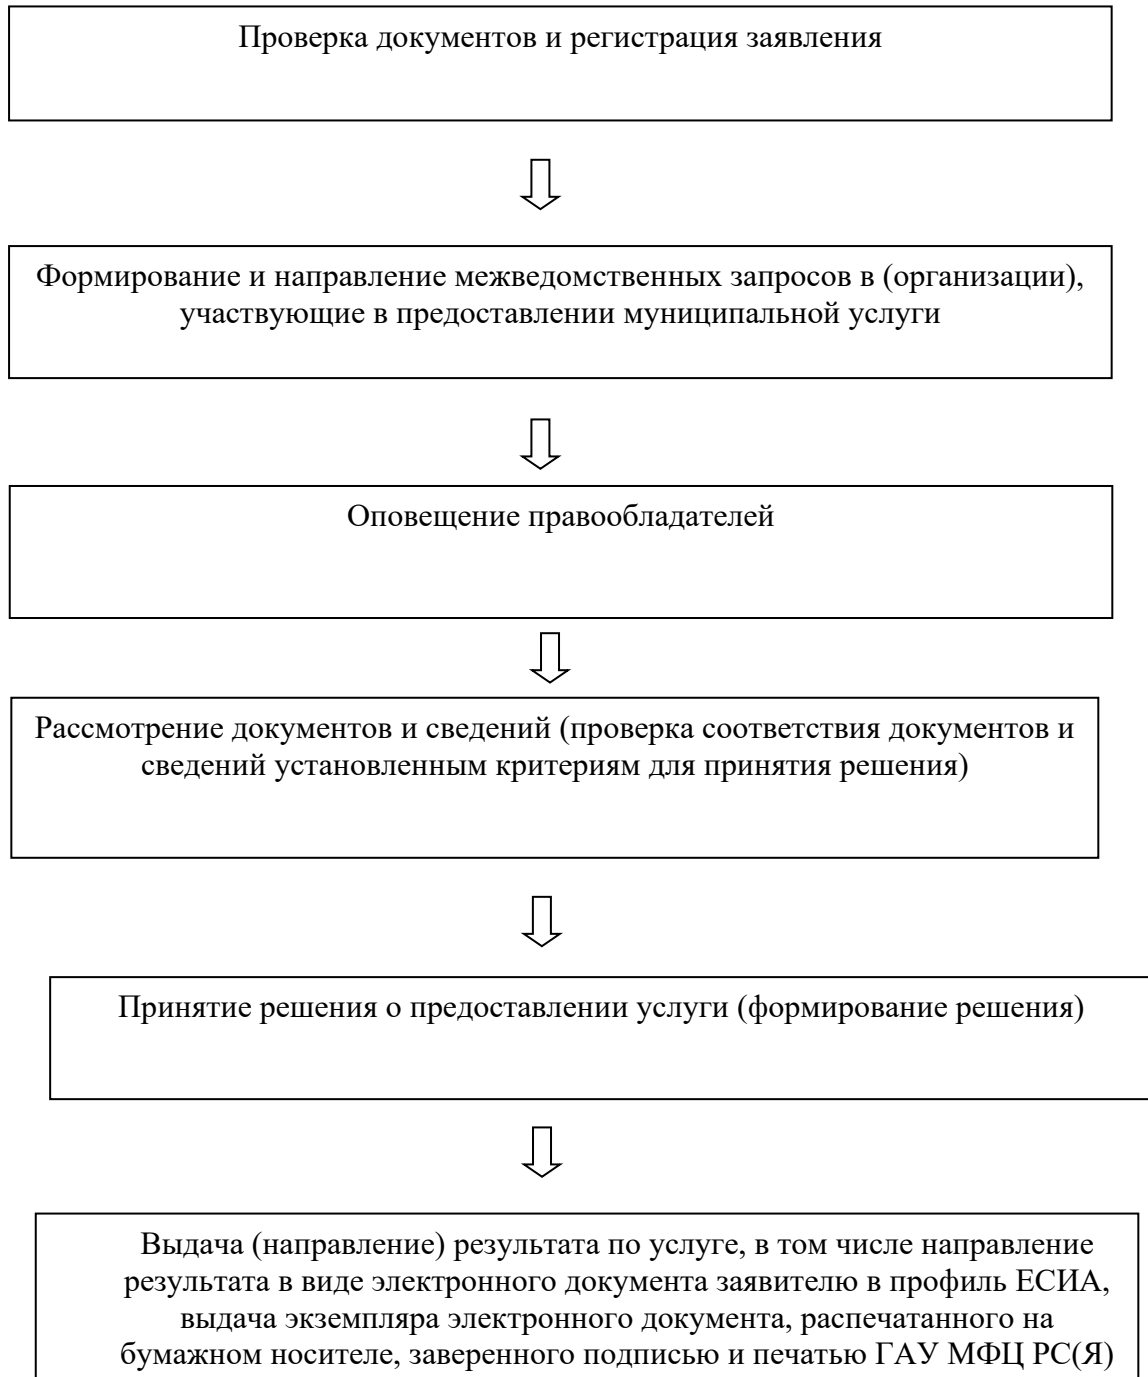 Проверка документов и регистрация заявления
Формирование и направление межведомственных запросов в (организации),
участвующие в предоставлении муниципальной услуги
Оповещение правообладателей
Рассмотрение документов и сведений (проверка соответствия документов и
сведений установленным критериям для принятия решения)
Принятие решения о предоставлении услуги (формирование решения)
Выдача (направление) результата по услуге, в том числе направление
результата в виде электронного документа заявителю в профиль ЕСИА,
выдача экземпляра электронного документа, распечатанного на
бумажном носителе, заверенного подписью и печатью ГАУ МФЦ РС(Я)